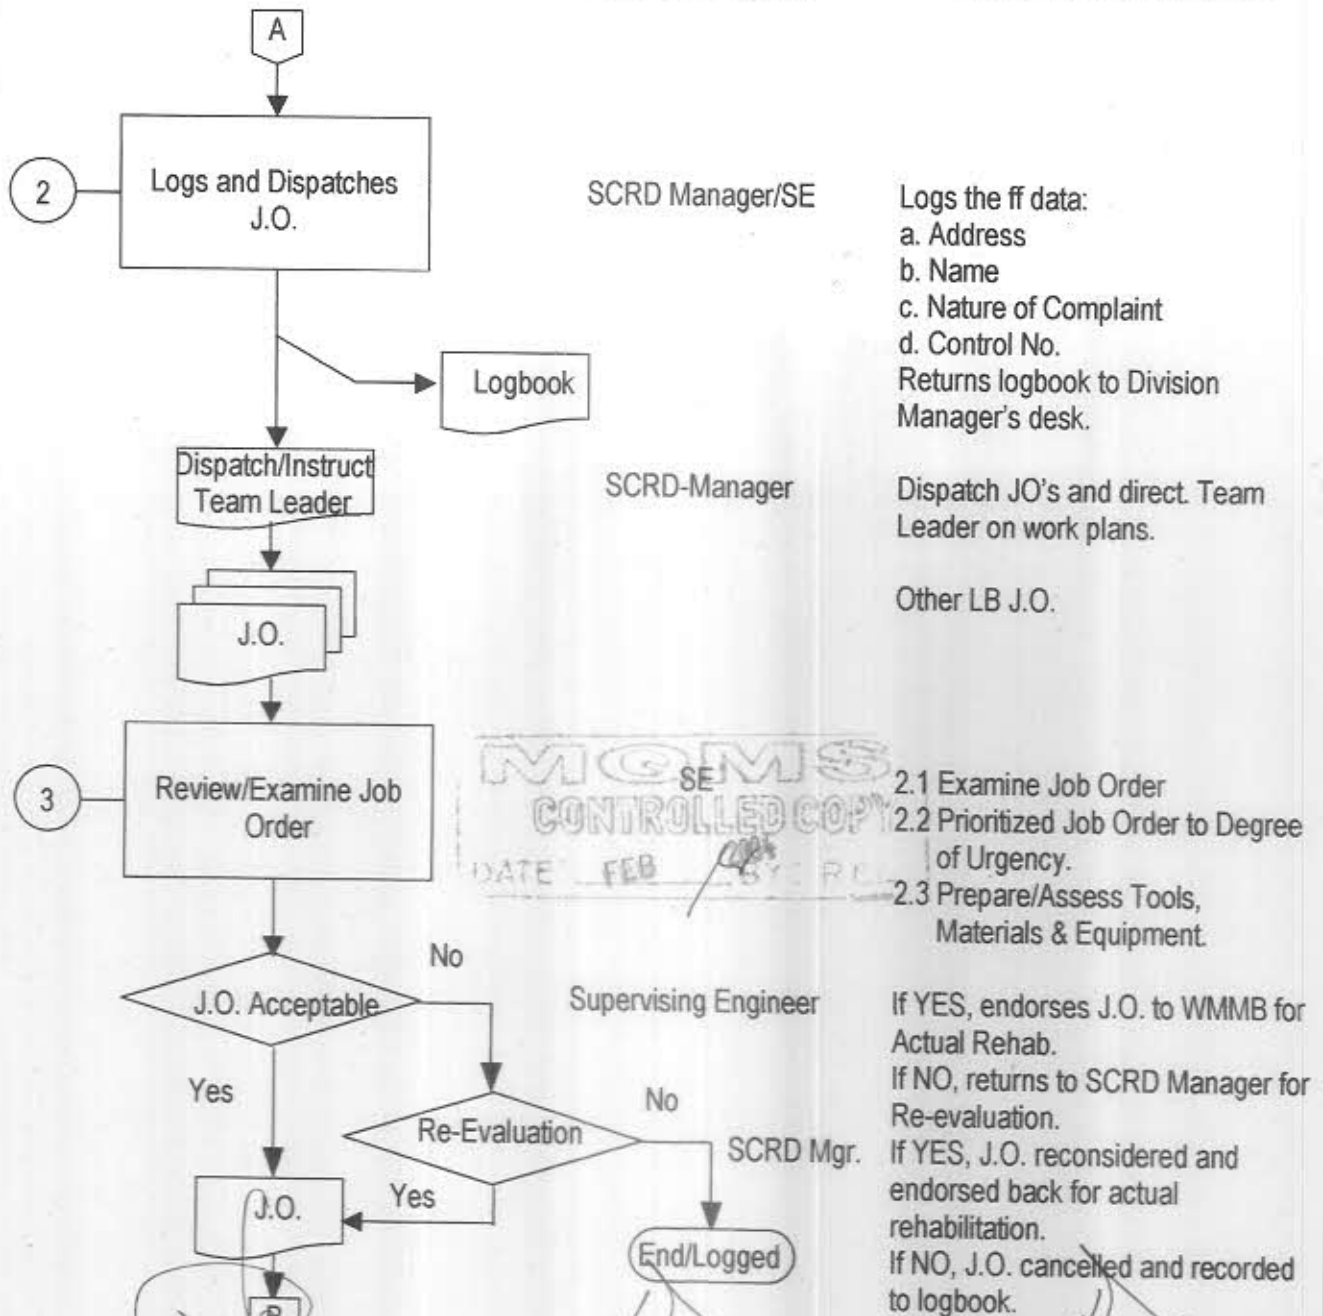 A
2
Logs and Dispatches
J.O.
SCRD Manager/SE
Logs the ff data:
a. Address
b. Name
c. Nature of Complaint
d. Control No.
Returns logbook to Division
Manager's desk.
Logbook
Dispatch/Instruct
Team Leader
SCRD-Manager
Dispatch JO's and direct. Team
Leader on work plans.
J.O.
Other LB J.O.
3
Review/Examine Job
Order
SE
MQMS
CONTROLLED COPY
DATE FEB BY:
2.1 Examine Job Order
2.2 Prioritized Job Order to Degree
of Urgency.
2.3 Prepare/Assess Tools,
Materials & Equipment.
J.O. Acceptable
No
Yes
Supervising Engineer
If YES, endorses J.O. to WMMB for
Actual Rehab.
If NO, returns to SCRD Manager for
Re-evaluation.
Re-Evaluation
No
Yes
SCRD Mgr.
If YES, J.O. reconsidered and
endorsed back for actual
rehabilitation.
If NO, J.O. cancelled and recorded
to logbook.
J.O.
End/Logged